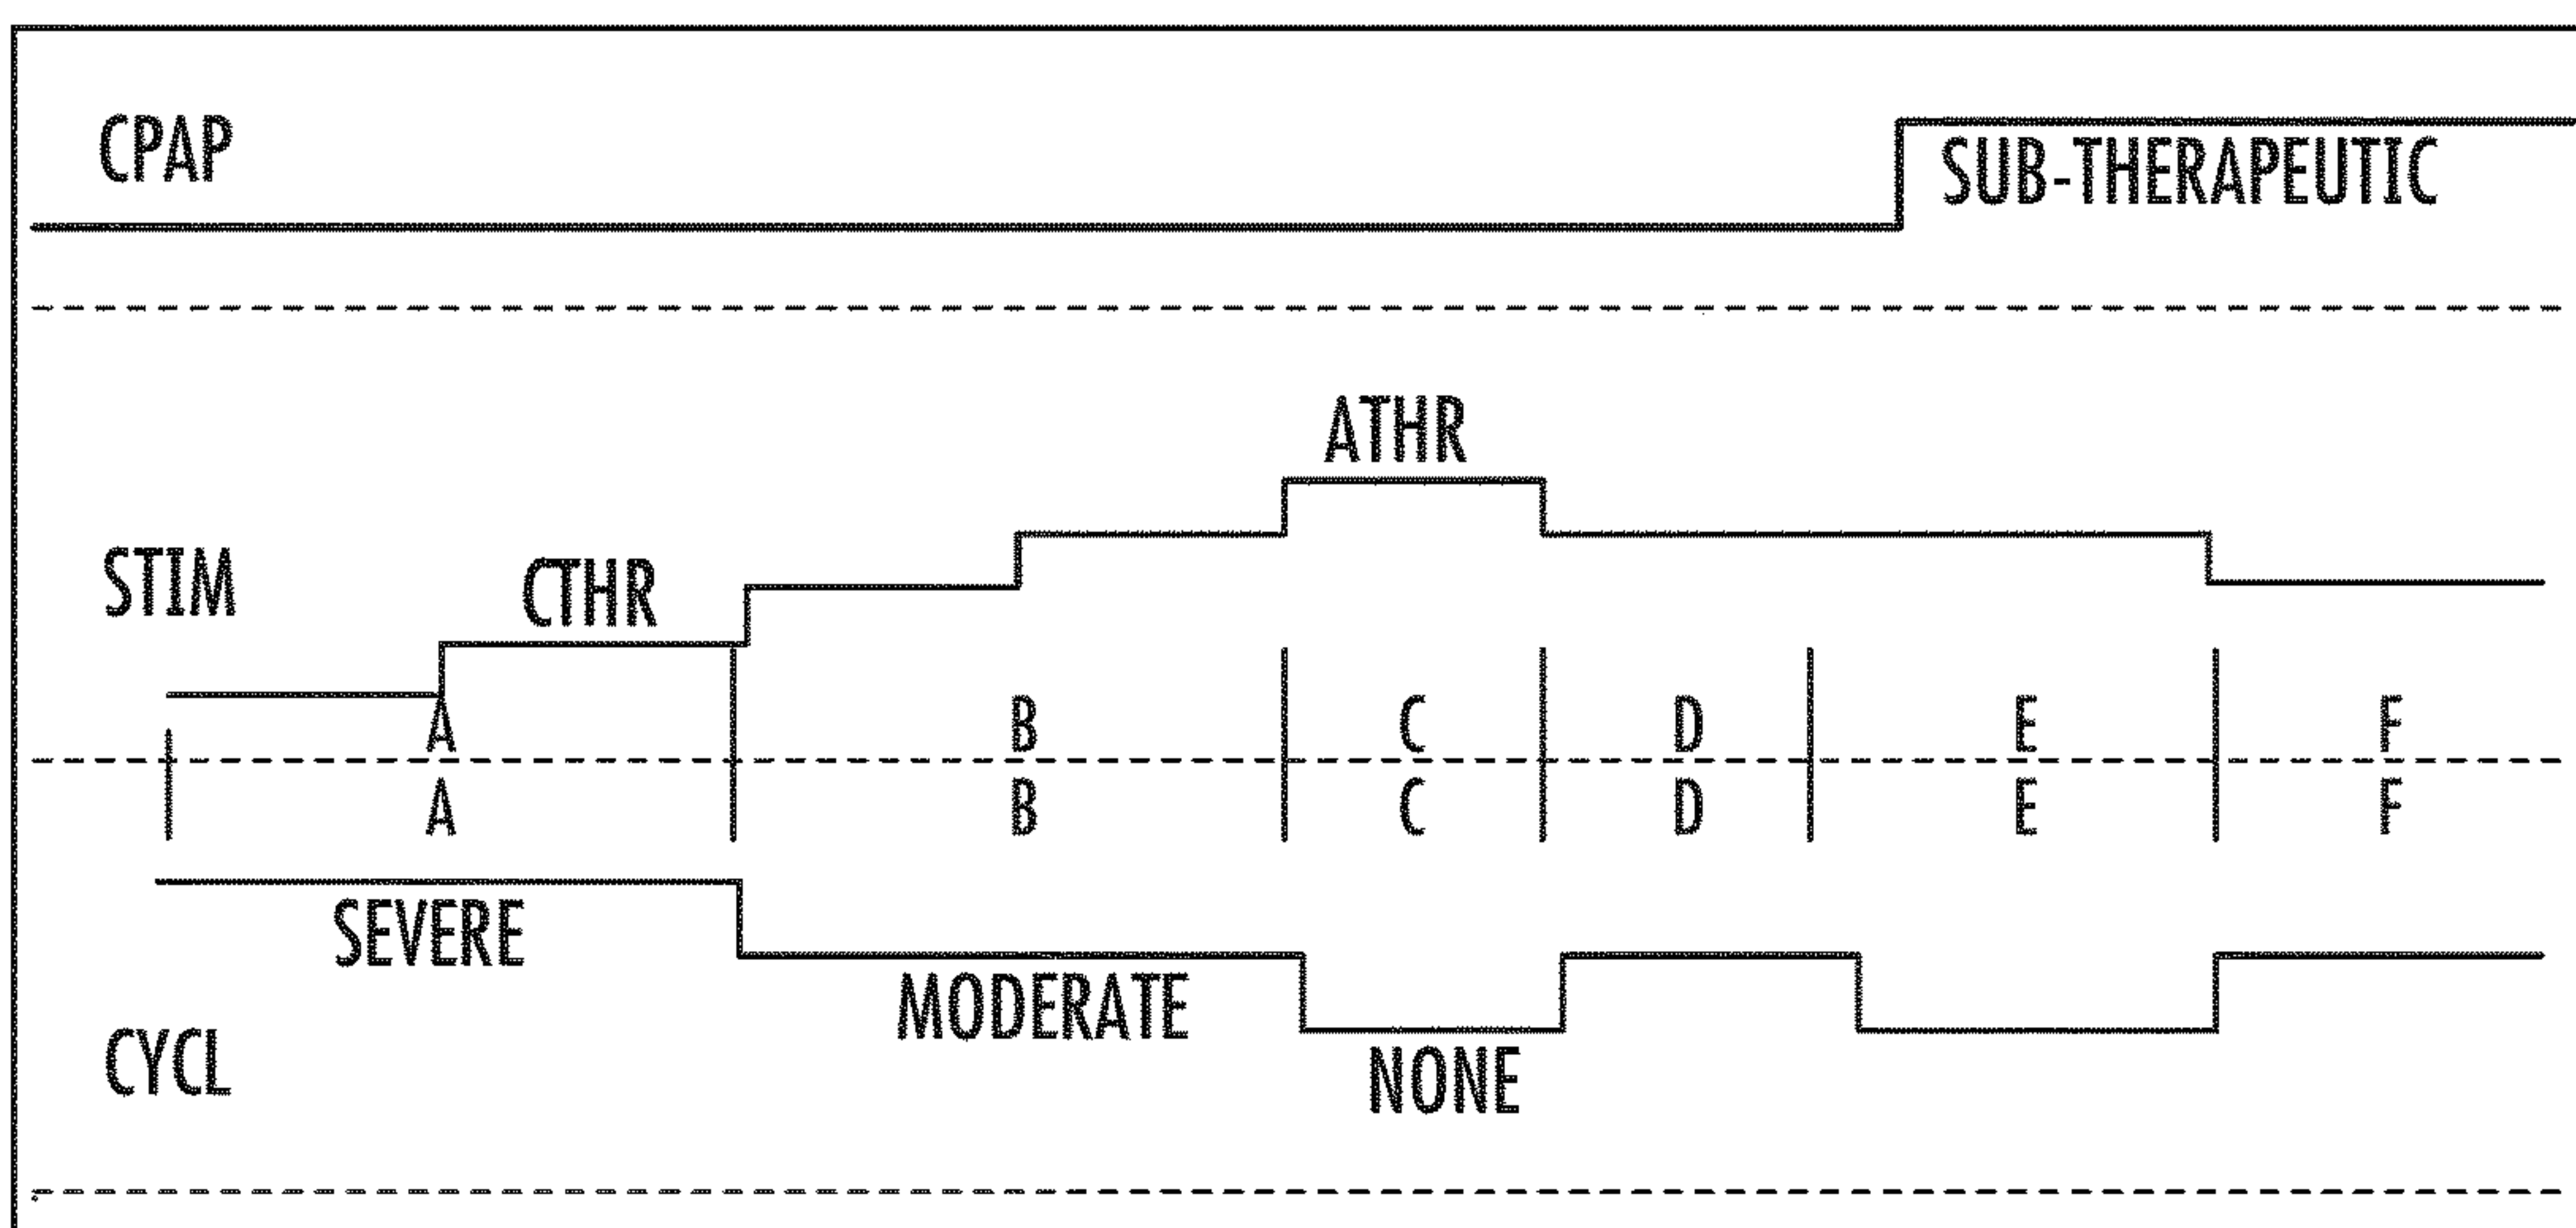 CPAP
SUB-THERAPEUTIC
ATHR
STIM
CTHR
A B C D E F
A B C D E F
SEVERE
MODERATE
CYCL
NONE